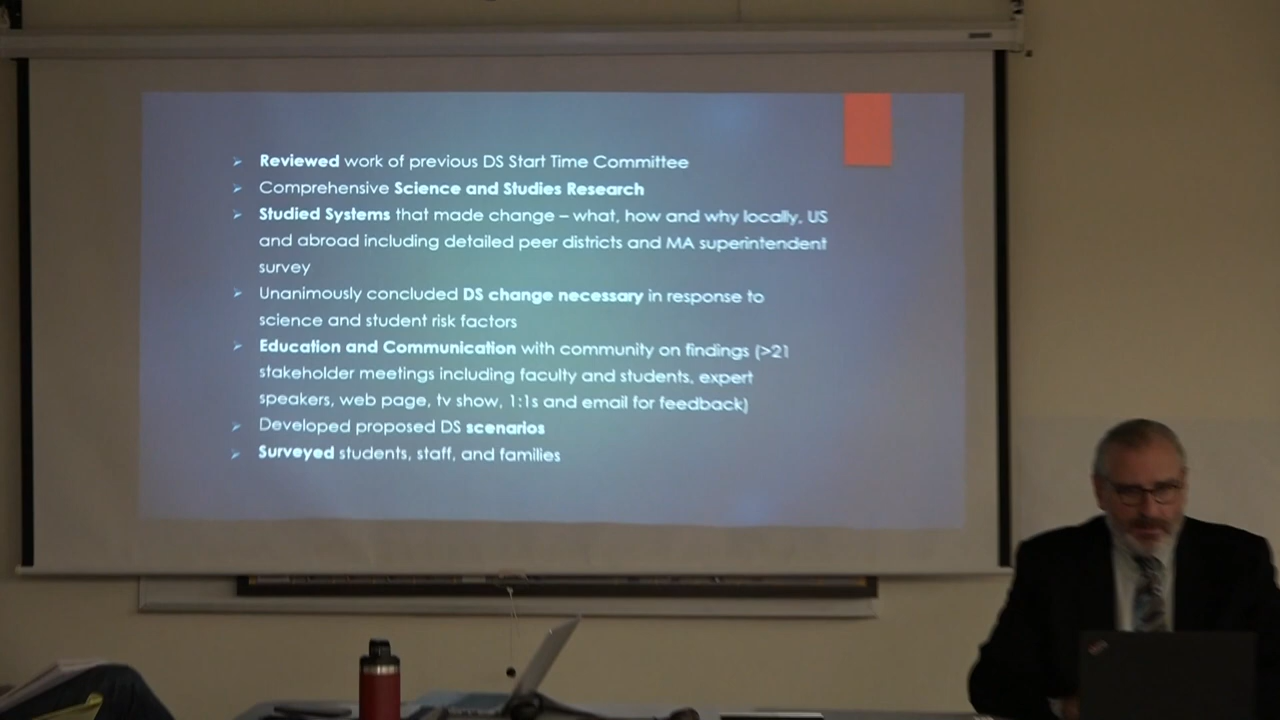 Reviewed work of previous DS Start Time Committee
Comprehensive Science and Studies Research
Studied Systems that made change – what, how and why locally, US
and abroad including detailed peer districts and MA superintendent
survey
Unanimously concluded DS change necessary in response to
science and student risk factors
Education and Communication with community on findings (>21
stakeholder meetings including faculty and students, expert
speakers, web page, tv show, 1:1s and email for feedback)
Developed proposed DS scenarios
Surveyed students, staff, and families